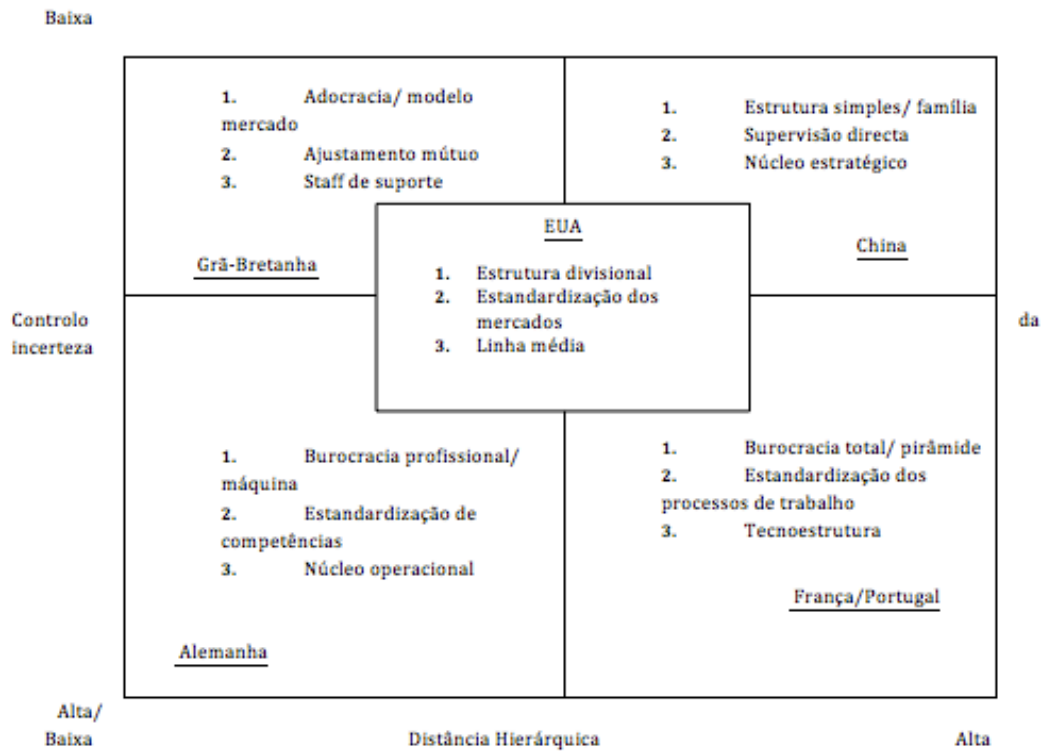 Baixa
1. Adocracia/ modelo
mercado
2. Ajustamento mútuo
3. Staff de suporte
Grã-Bretanha
1. Estrutura simples/ família
2. Supervisão directa
3. Núcleo estratégico
China
EUA
1. Estrutura divisional
2. Estandardização dos
mercados
3. Linha média
Controlo da
incerteza
1. Burocracia profissional/
máquina
2. Estandardização de
competências
3. Núcleo operacional
Alemanha
1. Burocracia total/ pirâmide
2. Estandardização dos
processos de trabalho
3. Tecnoestrutura
França/Portugal
Alta/
Baixa Distância Hierárquica Alta